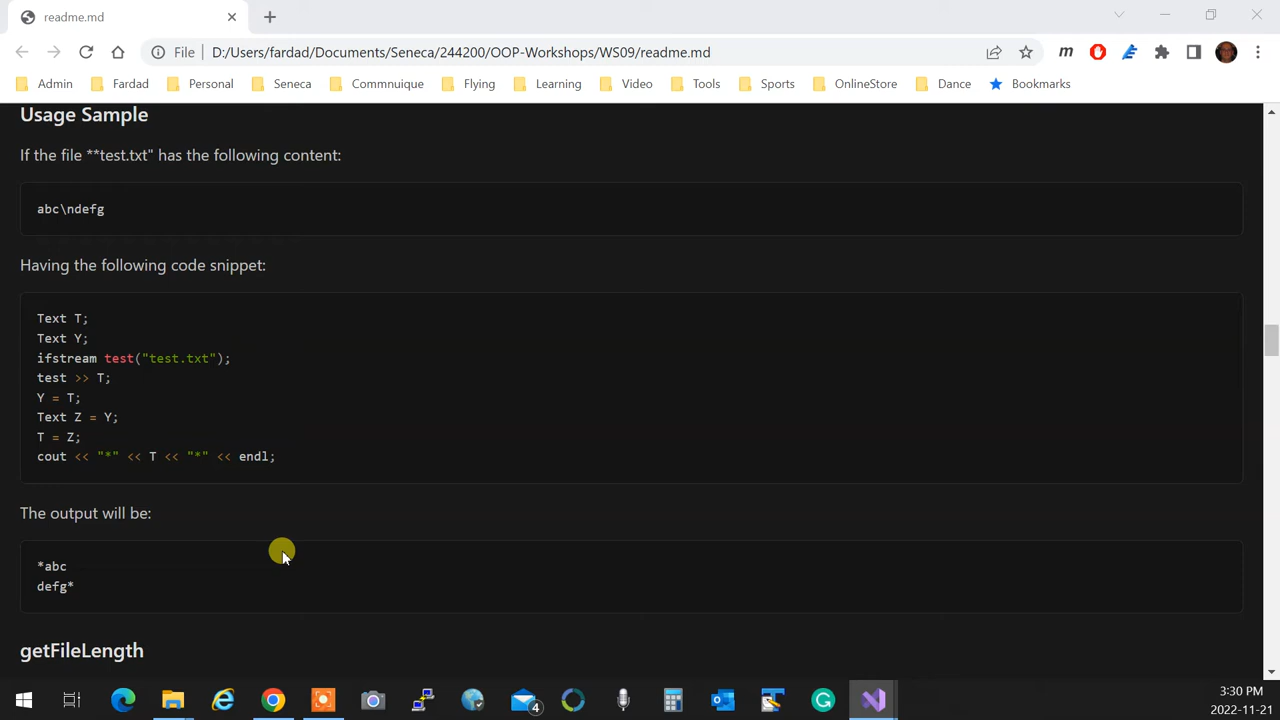 readme.md
File D:/Users/fardad/Documents/Seneca/244200/OOP-Workshops/WS09/readme.md
m
Admin Fardad Personal Seneca Commnuique Flying Learning Video Tools Sports OnlineStore Dance Bookmarks
Usage Sample
If the file **test.txt" has the following content:
abc\ndefg
Having the following code snippet:
Text T;
Text Y;
ifstream test("test.txt");
test >> T;
Y = T;
Text Z = Y;
T = Z;
cout << "*" << T << "*" << endl;
The output will be:
*abc
defg*
getFileLength
4
3:30 PM
2022-11-21